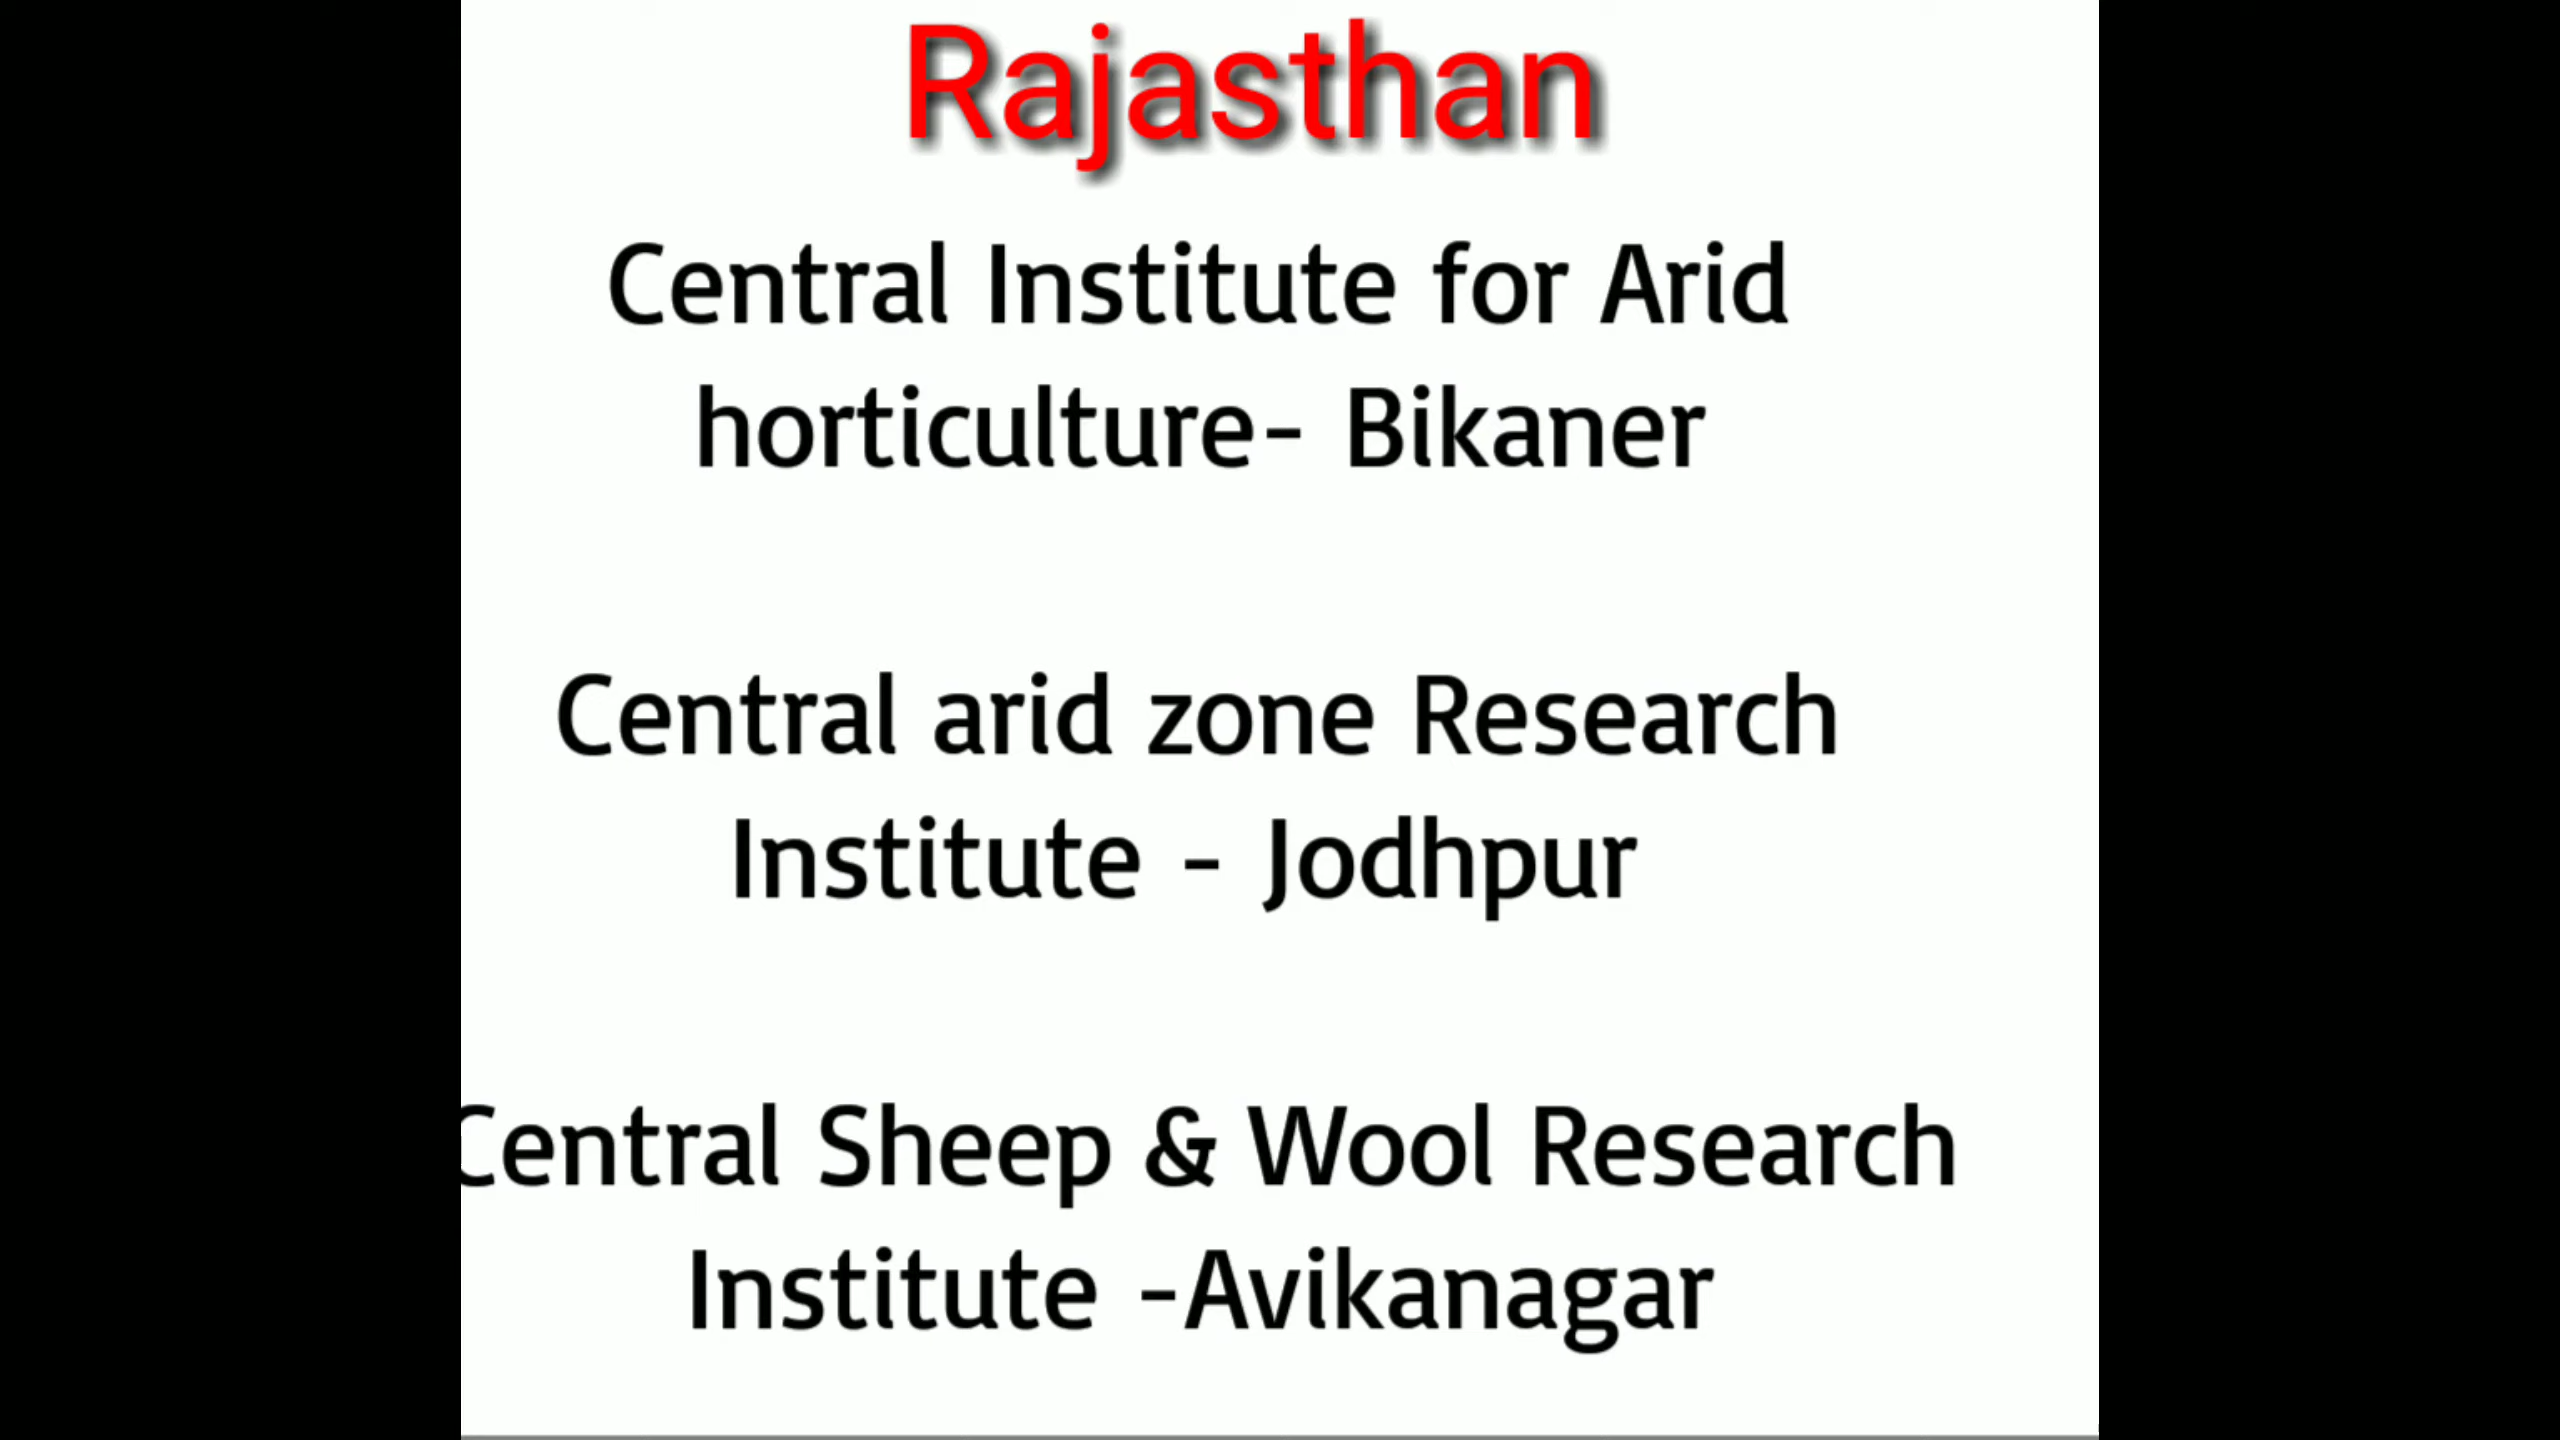 Rajasthan
Central Institute for Arid
horticulture- Bikaner
Central arid zone Research
Institute - Jodhpur
Central Sheep & Wool Research
Institute -Avikanagar